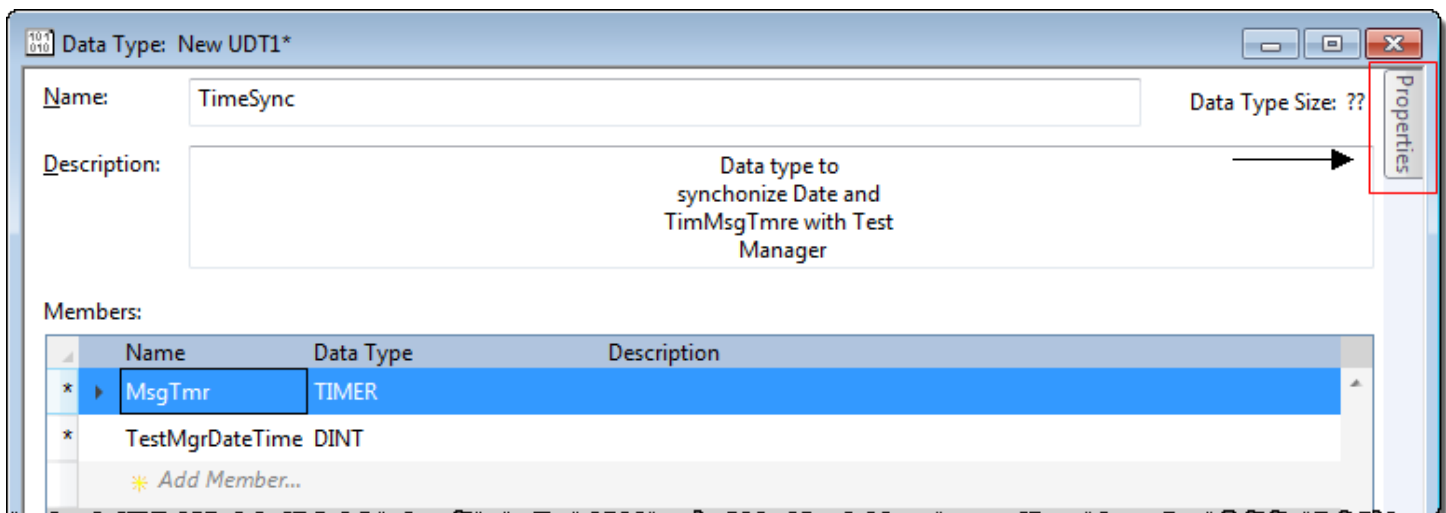 Data Type: New UDT1*
Name: TimeSync Data Type Size: ??
Properties
Description: Data type to
synchonize Date and
TimMsgTmre with Test
Manager
Members:
Name Data Type Description
* MsgTmr TIMER
* TestMgrDateTime DINT
Add Member...